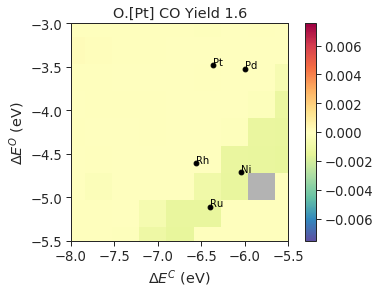 O.[Pt] CO Yield 1.6
−3.0
−3.5
−4.0
−4.5
−5.0
−5.5
ΔE^O (eV)
Pt
Pd
Rh
Ni
Ru
−8.0 −7.5 −7.0 −6.5 −6.0 −5.5
ΔE^C (eV)
0.006
0.004
0.002
0.000
−0.002
−0.004
−0.006